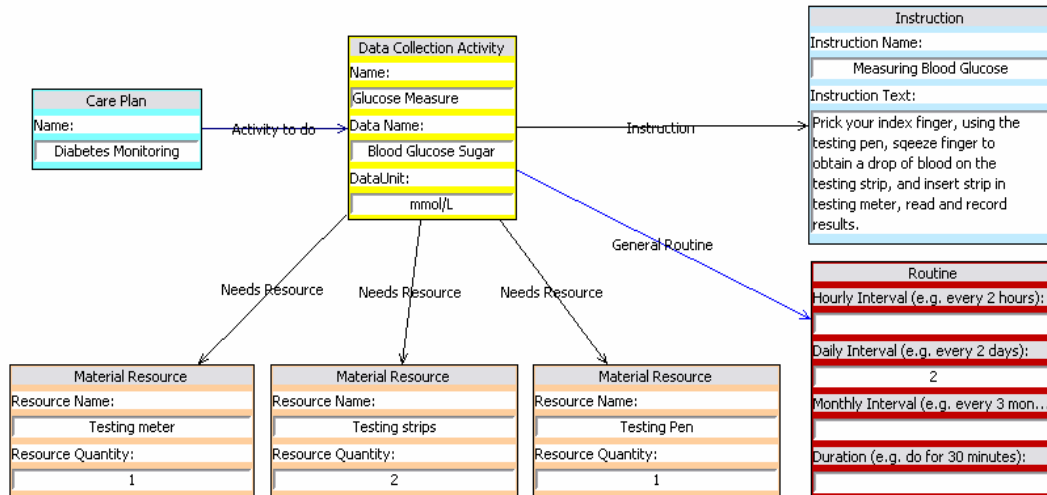 Care Plan
Name:
Diabetes Monitoring
Activity to do
Data Collection Activity
Name:
Glucose Measure
Data Name:
Blood Glucose Sugar
DataUnit:
mmol/L
Instruction
Instruction
Instruction Name:
Measuring Blood Glucose
Instruction Text:
Prick your index finger, using the
testing pen, sqeeze finger to
obtain a drop of blood on the
testing strip, and insert strip in
testing meter, read and record
results.
General Routine
Routine
Hourly Interval (e.g. every 2 hours):
Daily Interval (e.g. every 2 days):
2
Monthly Interval (e.g. every 3 mon...
Duration (e.g. do for 30 minutes):
Needs Resource
Needs Resource
Needs Resource
Material Resource
Resource Name:
Testing meter
Resource Quantity:
1
Material Resource
Resource Name:
Testing strips
Resource Quantity:
2
Material Resource
Resource Name:
Testing Pen
Resource Quantity:
1